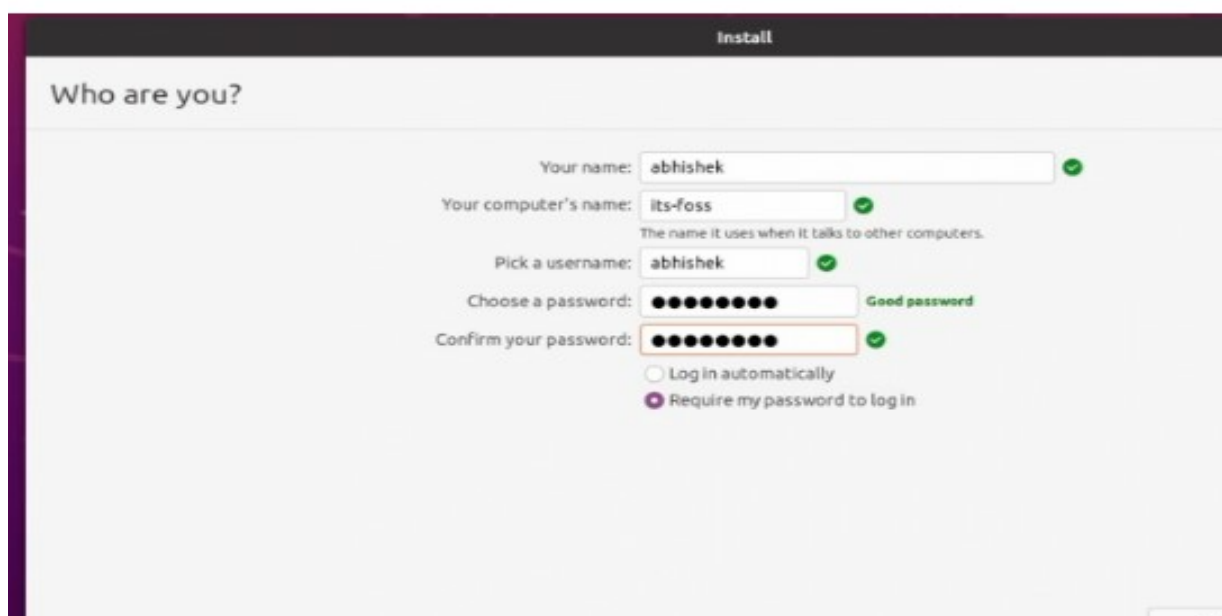 Install
Who are you?
Your name: abhishek
Your computer's name: its-foss
The name it uses when it talks to other computers.
Pick a username: abhishek
Choose a password: ●●●●●●●● Good password
Confirm your password: ●●●●●●●●
Log in automatically
Require my password to log in